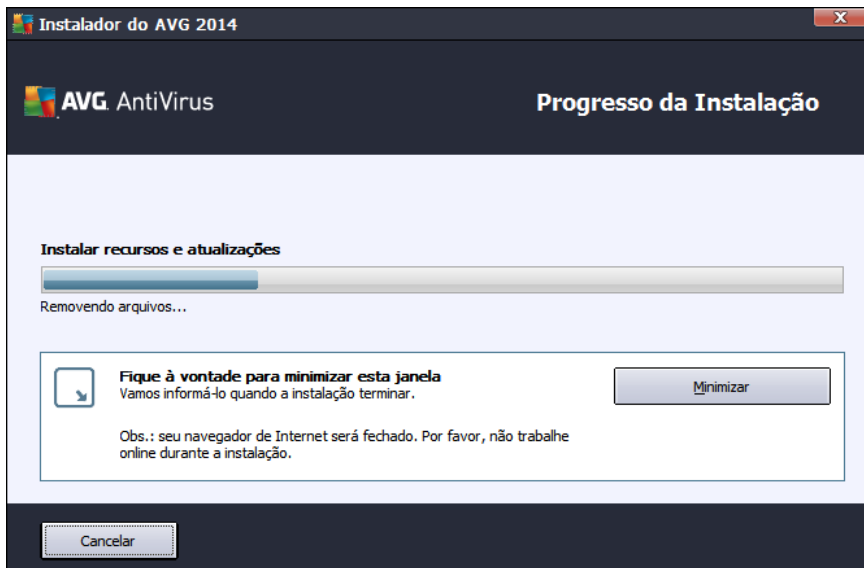 Instalador do AVG 2014
AVG. AntiVirus
Progresso da Instalação
Instalar recursos e atualizações
Removendo arquivos...
Fique à vontade para minimizar esta janela
Vamos informá-lo quando a instalação terminar.
Minimizar
Obs.: seu navegador de Internet será fechado. Por favor, não trabalhe
online durante a instalação.
Cancelar